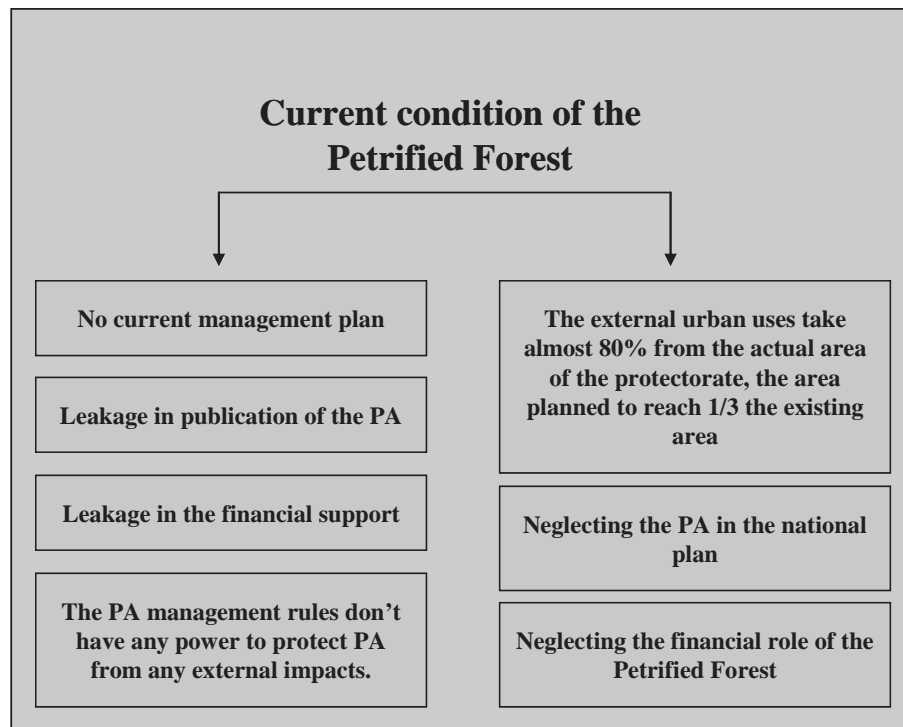 Current condition of the
Petrified Forest
No current management plan
Leakage in publication of the PA
Leakage in the financial support
The PA management rules don't
have any power to protect PA
from any external impacts.
The external urban uses take
almost 80% from the actual area
of the protectorate, the area
planned to reach 1/3 the existing
area
Neglecting the PA in the national
plan
Neglecting the financial role of the
Petrified Forest